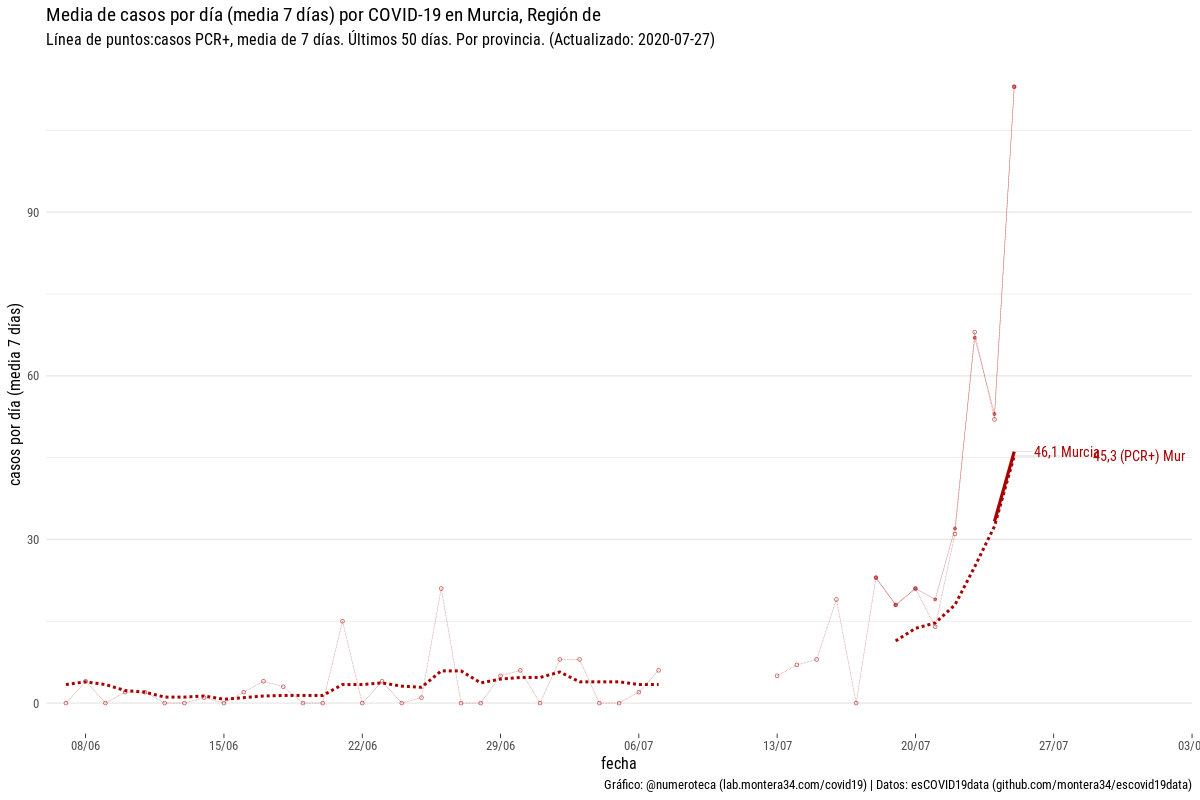 Media de casos por día (media 7 días) por COVID-19 en Murcia, Región de
Línea de puntos:casos PCR+, media de 7 días. Últimos 50 días. Por provincia. (Actualizado: 2020-07-27)
casos por día (media 7 días)
90
60
30
0
46,1 Murcia
45,3 (PCR+) Mur
08/06
15/06
22/06
29/06
06/07
13/07
20/07
27/07
03/0
fecha
Gráfico: @numeroteca (lab.montera34.com/covid19) | Datos: esCOVID19data (github.com/montera34/escovid19data)